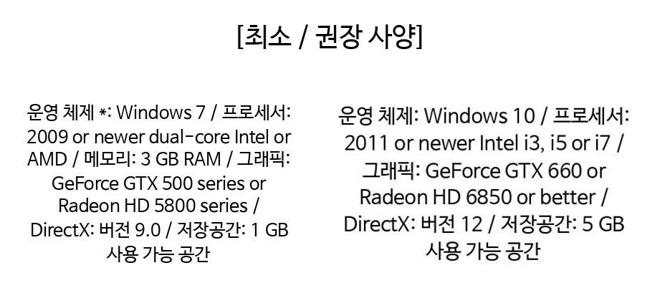 [최소 / 권장 사양]
운영 체제 *: Windows 7 / 프로세서:
2009 or newer dual-core Intel or
AMD / 메모리: 3 GB RAM / 그래픽:
GeForce GTX 500 series or
Radeon HD 5800 series /
DirectX: 버전 9.0 / 저장공간: 1 GB
사용 가능 공간
운영 체제: Windows 10 / 프로세서:
2011 or newer Intel i3, i5 or i7 /
그래픽: GeForce GTX 660 or
Radeon HD 6850 or better /
DirectX: 버전 12 / 저장공간: 5 GB
사용 가능 공간